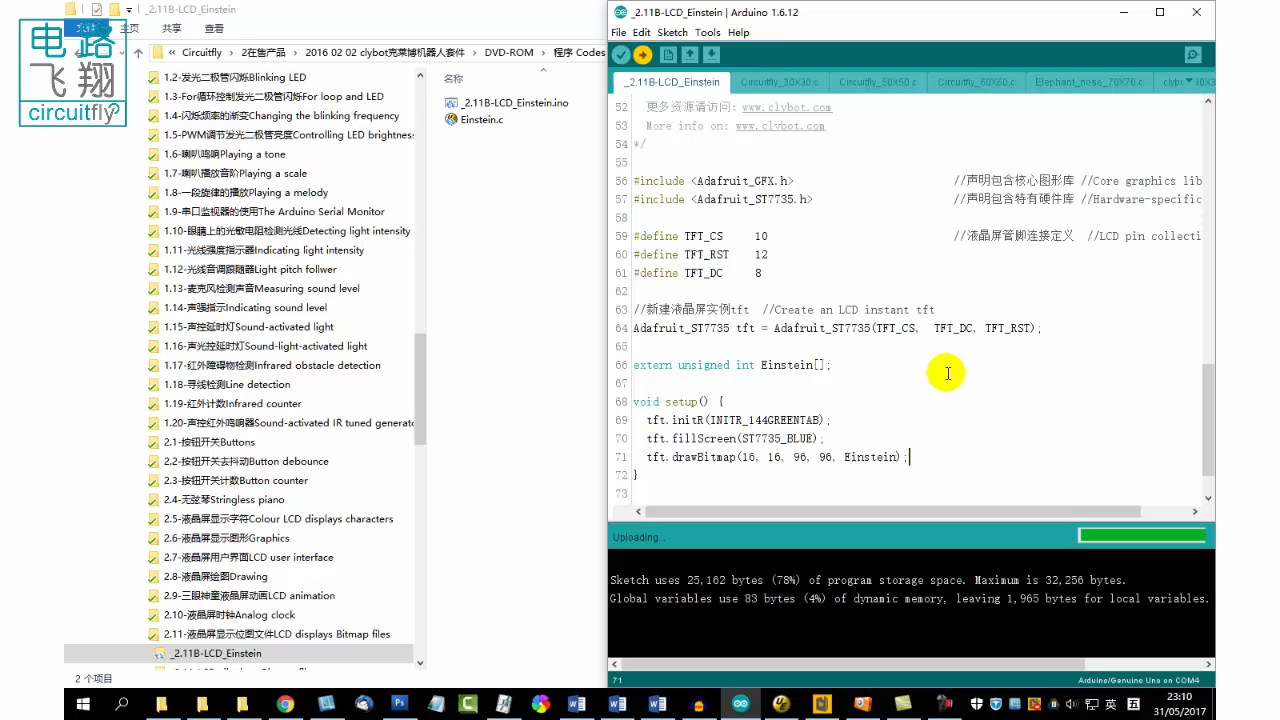 _2.11B-LCD_Einstein
主页
共享
查看
电路
飞翔
circuitfly
« Circuitfly › 2在售产品 › 2016 02 02 clybot克莱博机器人套件 › DVD-ROM › 程序 Codes
1.2-发光二极管闪烁Blinking LED
1.3-For循环控制发光二极管闪烁For loop and LED
1.4-闪烁频率的渐变Changing the blinking frequency
1.5-PWM调节发光二极管亮度Controlling LED brightness
1.6-喇叭鸣响Playing a tone
1.7-喇叭播放音阶Playing a scale
1.8-一段旋律的播放Playing a melody
1.9-串口监视器的使用The Arduino Serial Monitor
1.10-眼睛上的光敏电阻检测光线Detecting light intensity
1.11-光线强度指示器Indicating light intensity
1.12-光线音调跟随器Light pitch follwer
1.13-麦克风检测声音Measuring sound level
1.14-声强指示Indicating sound level
1.15-声控延时灯Sound-activated light
1.16-声光控延时灯Sound-light-activated light
1.17-红外障碍物检测Infrared obstacle detection
1.18-寻线检测Line detection
1.19-红外计数Infrared counter
1.20-声控红外鸣响器Sound-activated IR tuned generato
2.1-按钮开关Buttons
2.2-按钮开关去抖动Button debounce
2.3-按钮开关计数Button counter
2.4-无弦琴Stringless piano
2.5-液晶屏显示字符Colour LCD displays characters
2.6-液晶屏显示图形Graphics
2.7-液晶屏用户界面LCD user interface
2.8-液晶屏绘图Drawing
2.9-三眼神童液晶屏动画LCD animation
2.10-液晶屏时钟Analog clock
2.11-液晶屏显示位图文件LCD displays Bitmap files
_2.11B-LCD_Einstein
2 个项目
名称
_2.11B-LCD_Einstein.ino
Einstein.c
_2.11B-LCD_Einstein | Arduino 1.6.12
File Edit Sketch Tools Help
_2.11B-LCD_Einstein Circuitfly_30X30.c Circuitfly_50X50.c Circuitfly_60X60.c Elephant_nose_70X70.c
52 更多资源请访问: www.clybot.com
53 More info on: www.clybot.com
54 */
55
56 #include <Adafruit_GFX.h> //声明包含核心图形库 //Core graphics lib
57 #include <Adafruit_ST7735.h> //声明包含特有硬件库 //Hardware-specific
58
59 #define TFT_CS 10 //液晶屏管脚连接定义 //LCD pin collecti
60 #define TFT_RST 12
61 #define TFT_DC 8
62
63 //新建液晶屏实例tft //Create an LCD instant tft
64 Adafruit_ST7735 tft = Adafruit_ST7735(TFT_CS, TFT_DC, TFT_RST);
65
66 extern unsigned int Einstein[];
67
68 void setup() {
69 tft.initR(INITR_144GREENTAB);
70 tft.fillScreen(ST7735_BLUE);
71 tft.drawBitmap(16, 16, 96, 96, Einstein);
72 }
73
Uploading...
Sketch uses 25,162 bytes (78%) of program storage space. Maximum is 32,256 bytes.
Global variables use 83 bytes (4%) of dynamic memory, leaving 1,965 bytes for local variables.
71
Arduino/Genuino Uno on COM4
英
五
23:10
31/05/2017